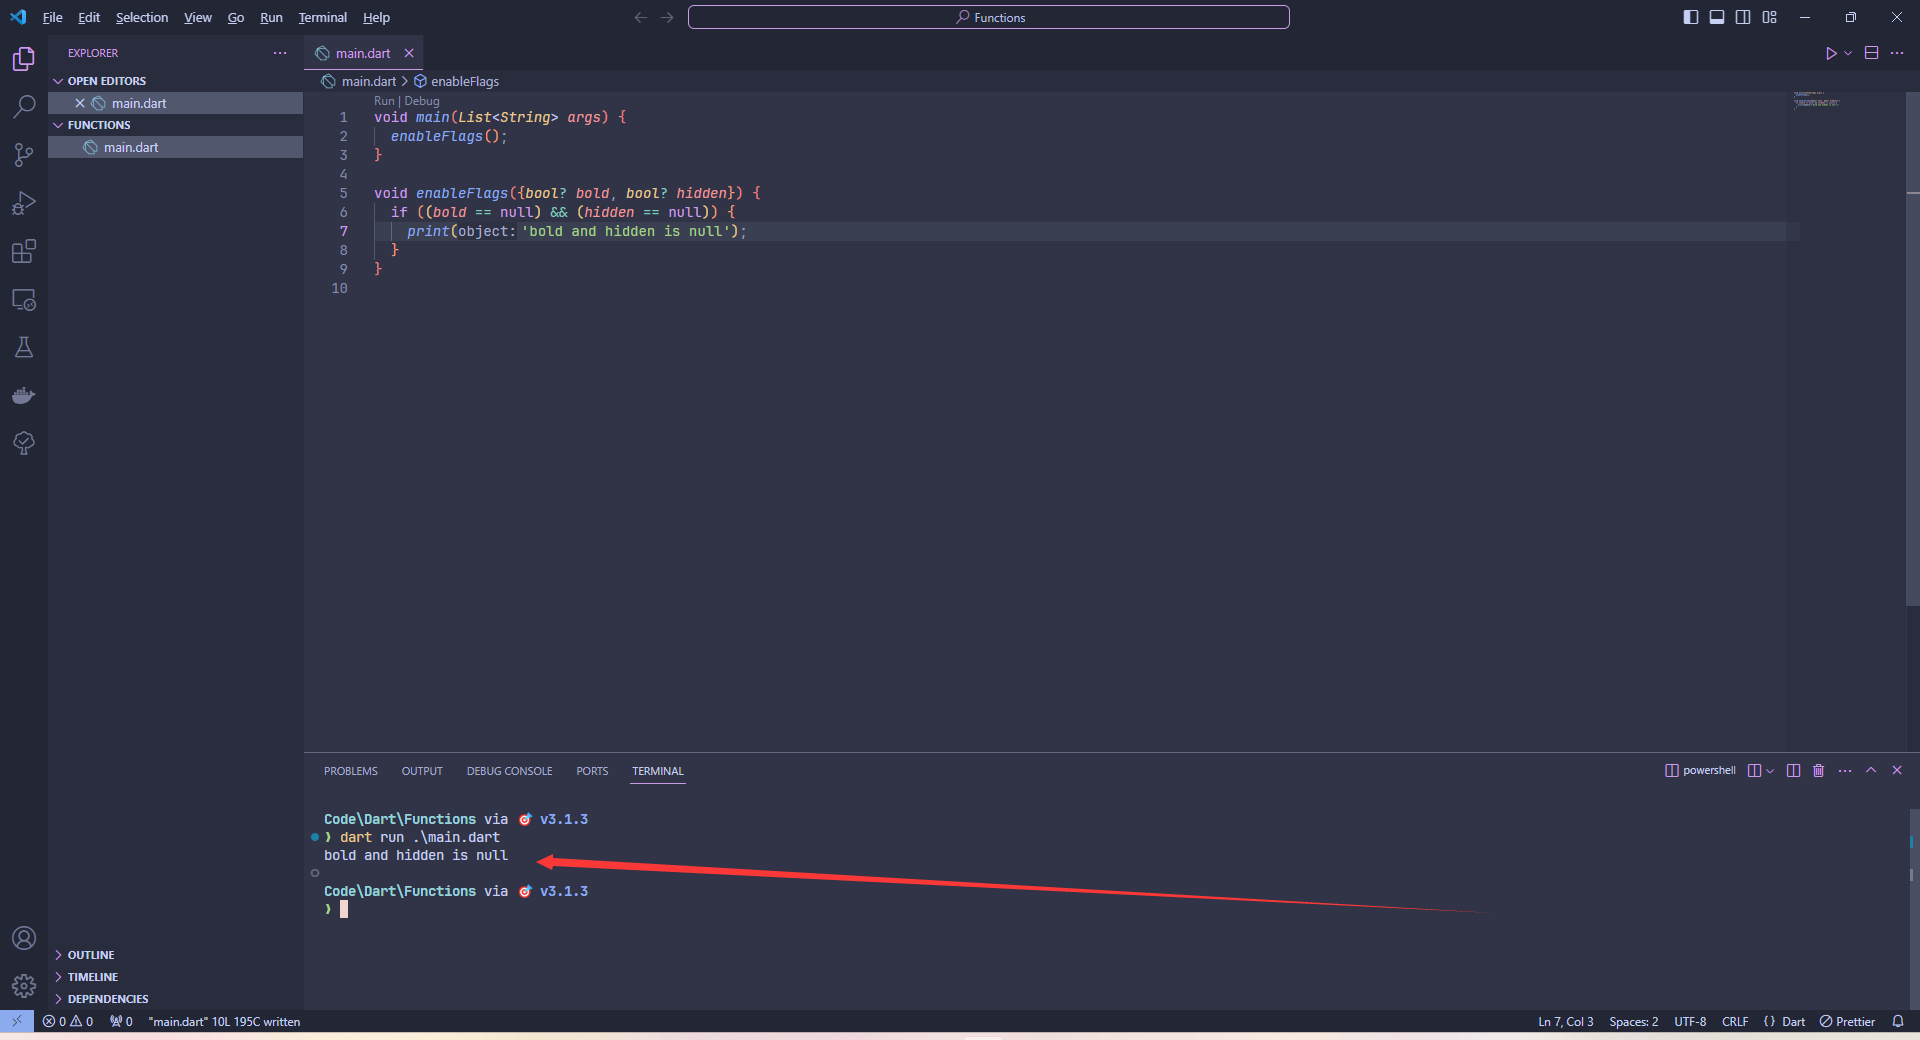 File Edit Selection View Go Run Terminal Help
Functions
EXPLORER
OPEN EDITORS
main.dart
FUNCTIONS
main.dart
OUTLINE
TIMELINE
DEPENDENCIES
main.dart
main.dart > enableFlags
Run | Debug
1 void main(List<String> args) {
2 enableFlags();
3 }
4
5 void enableFlags({bool? bold, bool? hidden}) {
6 if ((bold == null) && (hidden == null)) {
7 print(object: 'bold and hidden is null');
8 }
9 }
10
PROBLEMS OUTPUT DEBUG CONSOLE PORTS TERMINAL
powershell
Code\Dart\Functions via 🎯 v3.1.3
❯ dart run .\main.dart
bold and hidden is null
Code\Dart\Functions via 🎯 v3.1.3
❯
0 0 0 "main.dart" 10L 195C written
Ln 7, Col 3 Spaces: 2 UTF-8 CRLF {} Dart Prettier